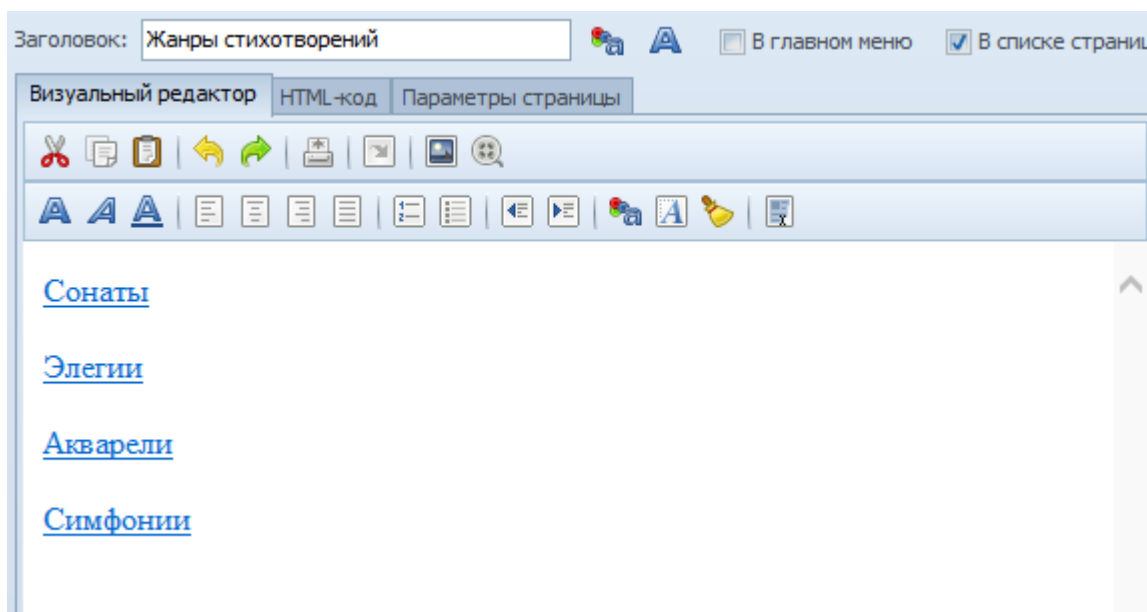 Заголовок: Жанры стихотворений В главном меню В списке страниц
Визуальный редактор HTML-код Параметры страницы
Сонаты
Элегии
Акварели
Симфонии